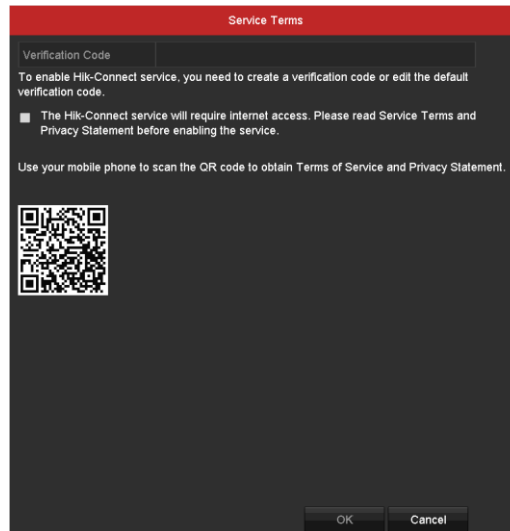 Service Terms
Verification Code
To enable Hik-Connect service, you need to create a verification code or edit the default
verification code.
The Hik-Connect service will require internet access. Please read Service Terms and
Privacy Statement before enabling the service.
Use your mobile phone to scan the QR code to obtain Terms of Service and Privacy Statement.
OK Cancel